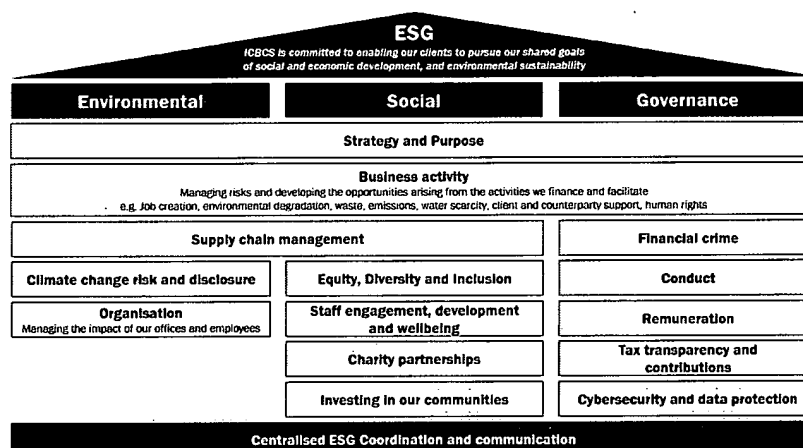 ESG
ICBCS is committed to enabling our clients to pursue our shared goals
of social and economic development, and environmental sustainability
Environmental
Social
Governance
Strategy and Purpose
Business activity
Managing risks and developing the opportunities arising from the activities we finance and facilitate
e.g. Job creation, environmental degradation, waste, emissions, water scarcity, client and counterparty support, human rights
Supply chain management
Financial crime
Climate change risk and disclosure
Equity, Diversity and Inclusion
Conduct
Organisation
Managing the impact of our offices and employees
Staff engagement, development
and wellbeing
Remuneration
Charity partnerships
Tax transparency and
contributions
Investing in our communities
Cybersecurity and data protection
Centralised ESG Coordination and communication